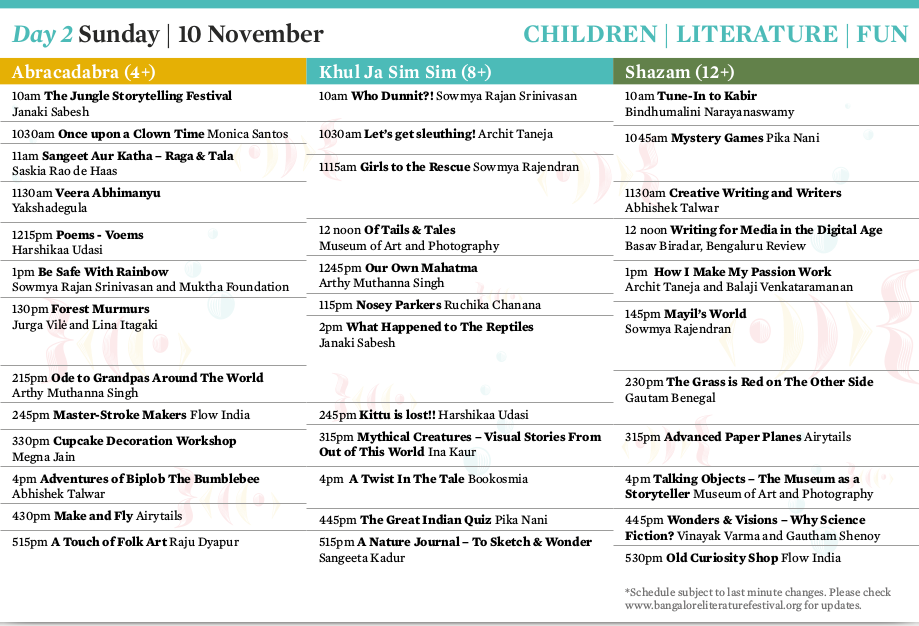 Day 2 Sunday | 10 November
CHILDREN | LITERATURE | FUN
Abracadabra (4+)
10am The Jungle Storytelling Festival
Janaki Sabesh
1030am Once upon a Clown Time Monica Santos
11am Sangeet Aur Katha – Raga & Tala
Saskia Rao de Haas
1130am Veera Abhimanyu
Yakshadegula
1215pm Poems - Voems
Harshikaa Udasi
1pm Be Safe With Rainbow
Sowmya Rajan Srinivasan and Muktha Foundation
130pm Forest Murmurs
Jurga Vilė and Lina Itagaki
215pm Ode to Grandpas Around The World
Arthy Muthanna Singh
245pm Master-Stroke Makers Flow India
330pm Cupcake Decoration Workshop
Megna Jain
4pm Adventures of Biplob The Bumblebee
Abhishek Talwar
430pm Make and Fly Airytails
515pm A Touch of Folk Art Raju Dyapur
Khul Ja Sim Sim (8+)
10am Who Dunnit?! Sowmya Rajan Srinivasan
1030am Let's get sleuthing! Archit Taneja
1115am Girls to the Rescue Sowmya Rajendran
12 noon Of Tails & Tales
Museum of Art and Photography
1245pm Our Own Mahatma
Arthy Muthanna Singh
115pm Nosey Parkers Ruchika Chanana
2pm What Happened to The Reptiles
Janaki Sabesh
245pm Kittu is lost!! Harshikaa Udasi
315pm Mythical Creatures – Visual Stories From
Out of This World Ina Kaur
4pm A Twist In The Tale Bookosmia
445pm The Great Indian Quiz Pika Nani
515pm A Nature Journal – To Sketch & Wonder
Sangeeta Kadur
Shazam (12+)
10am Tune-In to Kabir
Bindhumalini Narayanaswamy
1045am Mystery Games Pika Nani
1130am Creative Writing and Writers
Abhishek Talwar
12 noon Writing for Media in the Digital Age
Basav Biradar, Bengaluru Review
1pm How I Make My Passion Work
Archit Taneja and Balaji Venkataramanan
145pm Mayil's World
Sowmya Rajendran
230pm The Grass is Red on The Other Side
Gautam Benegal
315pm Advanced Paper Planes Airytails
4pm Talking Objects – The Museum as a
Storyteller Museum of Art and Photography
445pm Wonders & Visions – Why Science
Fiction? Vinayak Varma and Gautham Shenoy
530pm Old Curiosity Shop Flow India
*Schedule subject to last minute changes. Please check
www.bangaloreliteraturefestival.org for updates.